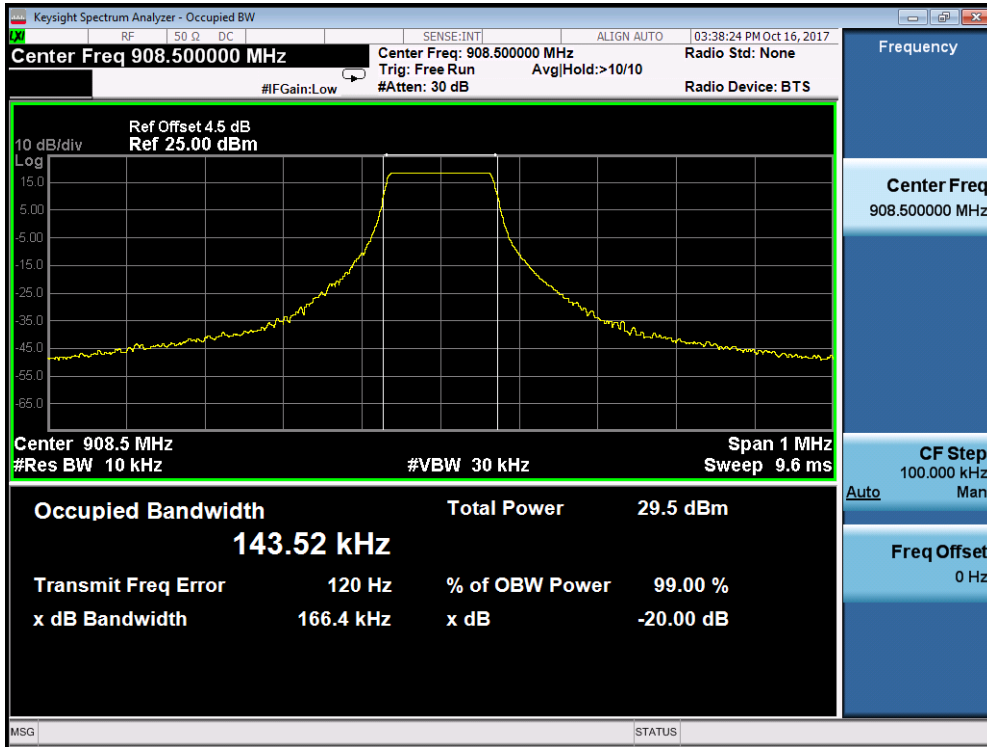 Keysight Spectrum Analyzer - Occupied BW
LXI RF 50 Ω DC SENSE:INT ALIGN AUTO 03:38:24 PM Oct 16, 2017
Center Freq 908.500000 MHz
Center Freq: 908.500000 MHz Radio Std: None
Trig: Free Run Avg|Hold:>10/10
#IFGain:Low #Atten: 30 dB Radio Device: BTS
Ref Offset 4.5 dB
10 dB/div Ref 25.00 dBm
Log
15.0
5.00
-5.00
-15.0
-25.0
-35.0
-45.0
-55.0
-65.0
Center 908.5 MHz Span 1 MHz
#Res BW 10 kHz #VBW 30 kHz Sweep 9.6 ms
Occupied Bandwidth Total Power 29.5 dBm
143.52 kHz
Transmit Freq Error 120 Hz % of OBW Power 99.00 %
x dB Bandwidth 166.4 kHz x dB -20.00 dB
MSG STATUS
Frequency
Center Freq
908.500000 MHz
CF Step
100.000 kHz
Auto Man
Freq Offset
0 Hz